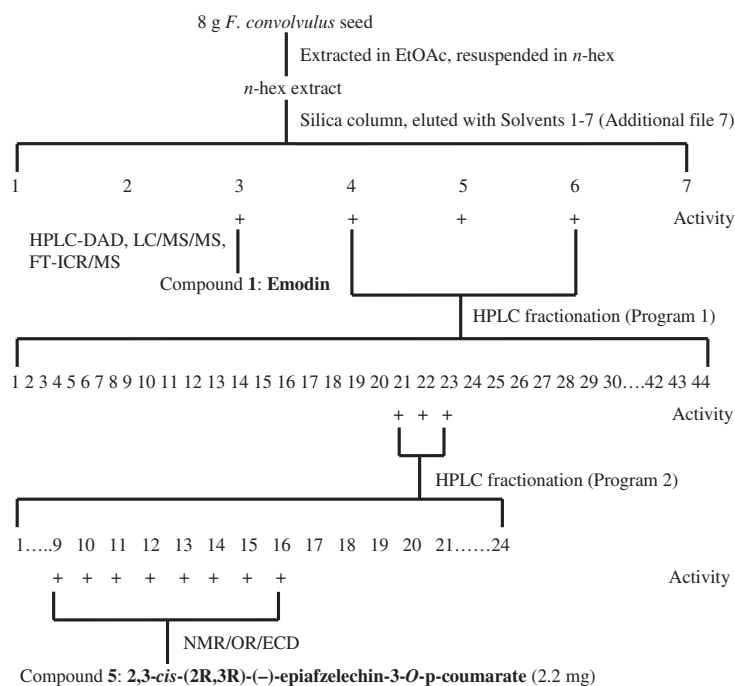 8 g F. convolvulus seed
Extracted in EtOAc, resuspended in n-hex
n-hex extract
Silica column, eluted with Solvents 1-7 (Additional file 7)
1 2 3 4 5 6 7
+ + + + Activity
HPLC-DAD, LC/MS/MS,
FT-ICR/MS
Compound 1: Emodin
HPLC fractionation (Program 1)
1 2 3 4 5 6 7 8 9 10 11 12 13 14 15 16 17 18 19 20 21 22 23 24 25 26 27 28 29 30....42 43 44
+ + + Activity
HPLC fractionation (Program 2)
1.....9 10 11 12 13 14 15 16 17 18 19 20 21......24
+ + + + + + + + Activity
NMR/OR/ECD
Compound 5: 2,3-cis-(2R,3R)-(–)-epiafzelechin-3-O-p-coumarate (2.2 mg)